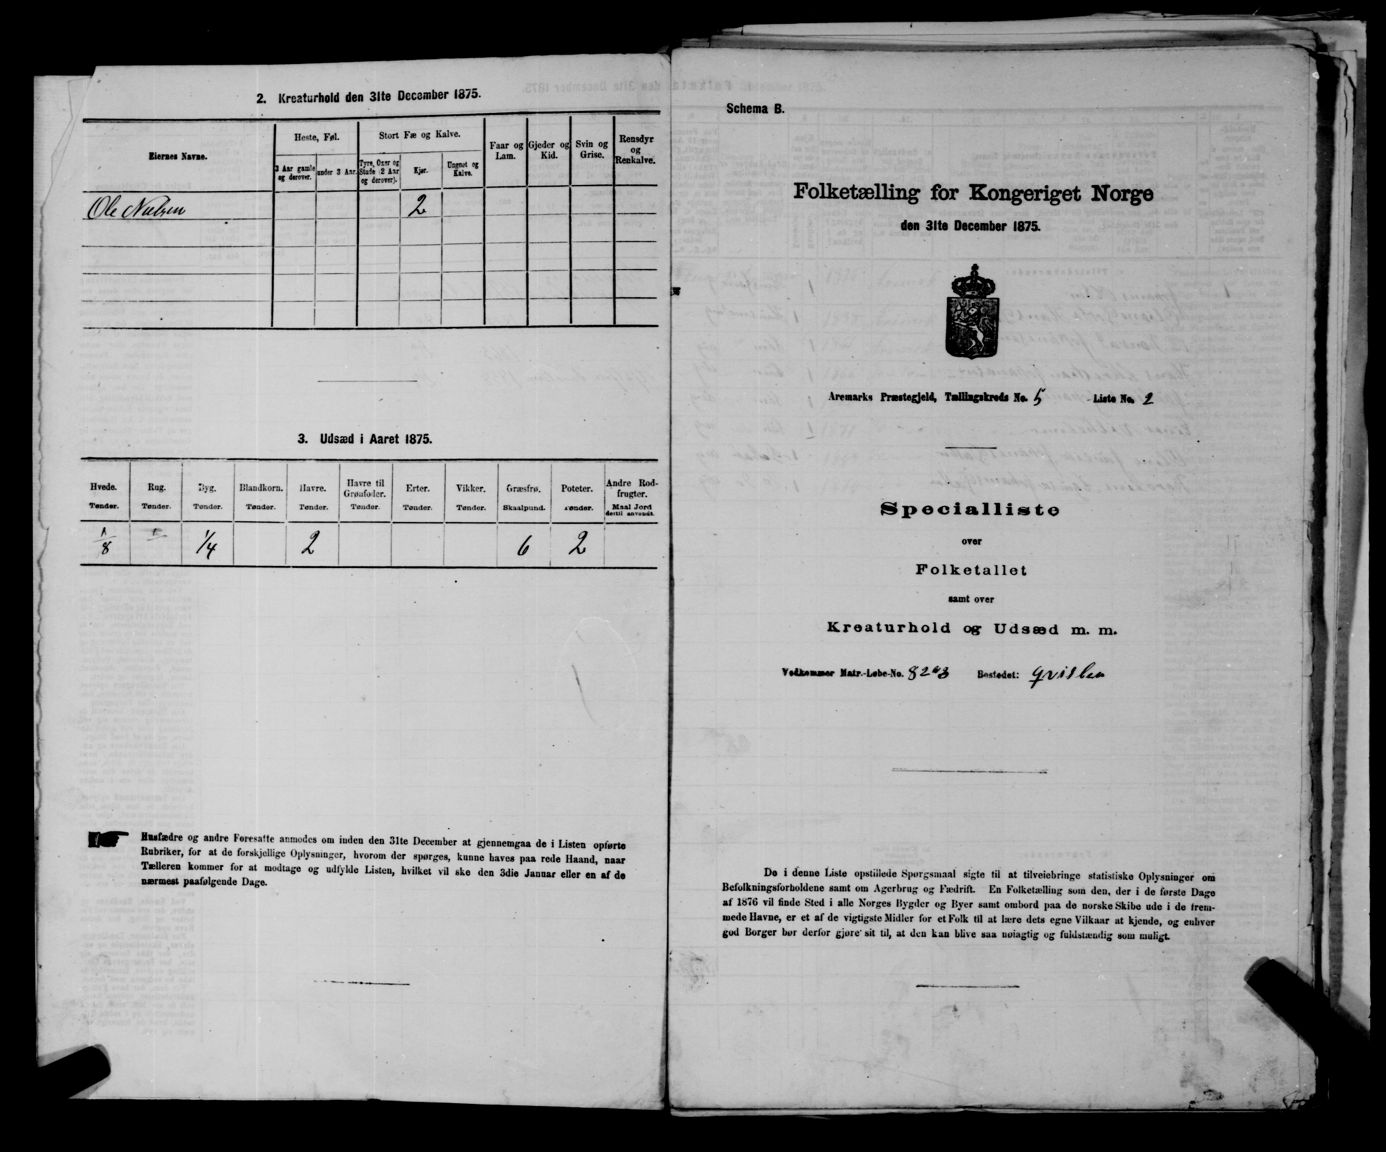 2. Kreaturhold den 31te December 1875.
Eiernes Navne.
Heste, Føl.
Stort Fæ og Kalve.
Faar og Lam.
Gjeder og Kid.
Svin og Grise.
Rensdyr og Renkalve.
3 Aar gamle og derover.
under 3 Aar.
Tyre, Oxer og Stude (2 Aar og derover).
Kjør.
Ungnøt og Kalve.
Ole Nielsen 2
3. Udsæd i Aaret 1875.
Hvede. Rug. Byg. Blandkorn. Havre. Havre til Grønfoder. Erter. Vikker. Græsfrø. Poteter. Andre Rodfrugter.
Tønder. Tønder. Tønder. Tønder. Tønder. Tønder. Tønder. Tønder. Skaalpund. Tønder. Maal Jord dertil anvendt.
1/8 1/4 2 6 2
Husfædre og andre Foresatte anmodes om inden den 31te December at gjennemgaa de i Listen opførte
Rubriker, for at de forskjellige Oplysninger, hvorom der spørges, kunne haves paa rede Haand, naar
Tælleren kommer for at modtage og udfylde Listen, hvilket vil ske den 3die Januar eller en af de
nærmest paafølgende Dage.
Schema B.
Folketælling for Kongeriget Norge
den 31te December 1875.
Aremarks Præstegjeld, Tællingskreds No. 5 Liste No. 2
Specialliste
over
Folketallet
samt over
Kreaturhold og Udsæd m. m.
Vedkommer Matr.-Løbe-No. 82 a 3 Bostedet: Qvislen
De i denne Liste opstillede Spørgsmaal sigte til at tilveiebringe statistiske Oplysninger om
Befolkningsforholdene samt om Agerbrug og Fædrift. En Folketælling som den, der i de første Dage
af 1876 vil finde Sted i alle Norges Bygder og Byer samt ombord paa de norske Skibe ude i de frem-
mede Havne, er et af de vigtigste Midler for et Folk til at lære dets egne Vilkaar at kjende, og enhver
god Borger bør derfor gjøre sit til, at den kan blive saa nøiagtig og fuldstændig som muligt.